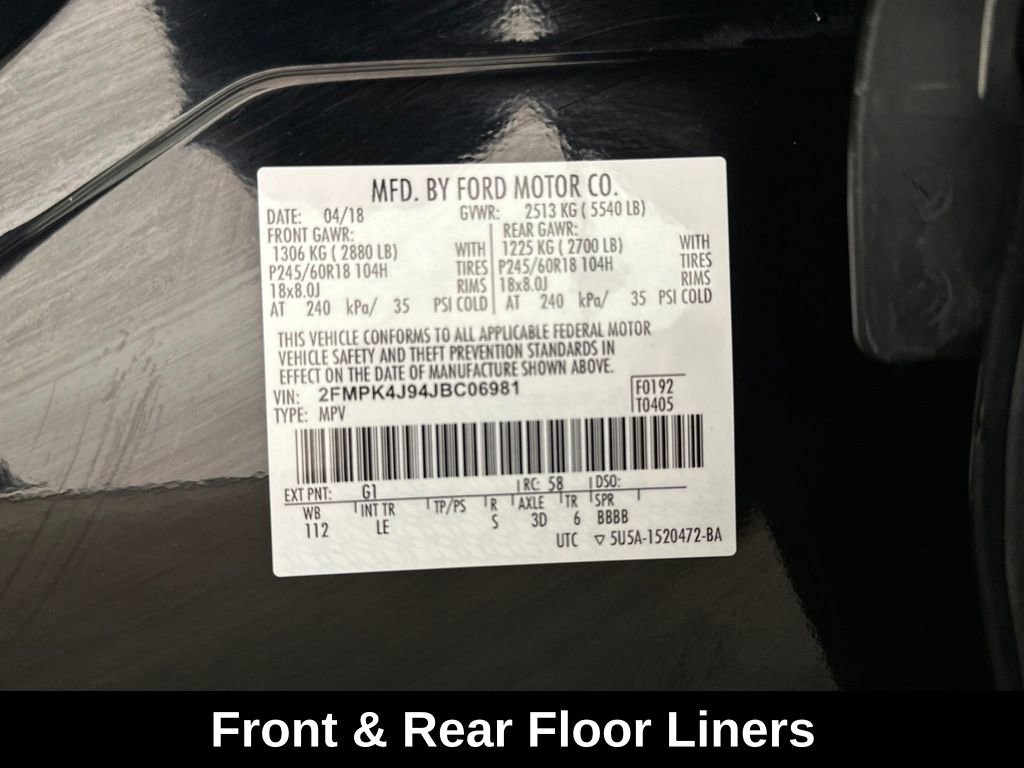 MFD. BY FORD MOTOR CO.
DATE: 04/18 GVWR: 2513 KG ( 5540 LB)
FRONT GAWR: REAR GAWR:
1306 KG ( 2880 LB) WITH 1225 KG ( 2700 LB) WITH
P245/60R18 104H TIRES P245/60R18 104H TIRES
18x8.0J RIMS 18x8.0J RIMS
AT 240 kPa/ 35 PSI COLD AT 240 kPa/ 35 PSI COLD
THIS VEHICLE CONFORMS TO ALL APPLICABLE FEDERAL MOTOR
VEHICLE SAFETY AND THEFT PREVENTION STANDARDS IN
EFFECT ON THE DATE OF MANUFACTURE SHOWN ABOVE.
VIN: 2FMPK4J94JBC06981 F0192
TYPE: MPV T0405
EXT PNT: G1 RC: 58 DSO:
WB INT TR TP/PS R AXLE TR SPR
112 LE S 3D 6 BBBB
UTC ▽ 5U5A-1520472-BA
Front & Rear Floor Liners